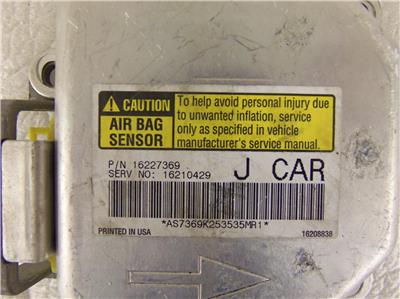 CAUTION
AIR BAG
SENSOR
To help avoid personal injury due
to unwanted inflation, service
only as specified in vehicle
manufacturer's service manual.
P/N 16227369
SERV NO: 16210429
J CAR
*AS7369K253535MR1*
PRINTED IN USA
16208838